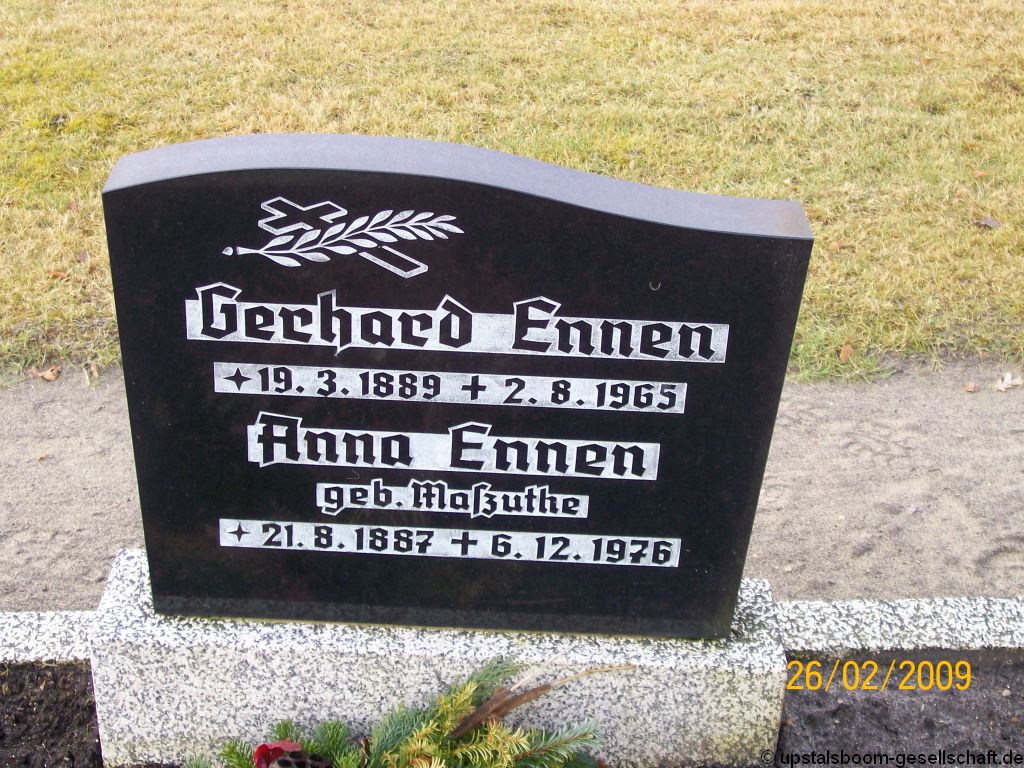 Gerhard Ennen
✦ 19. 3. 1889 + 2. 8. 1965
Anna Ennen
geb. Maſzuthe
✦ 21. 8. 1887 + 6. 12. 1976
26/02/2009
© upstalsboom-gesellschaft.de